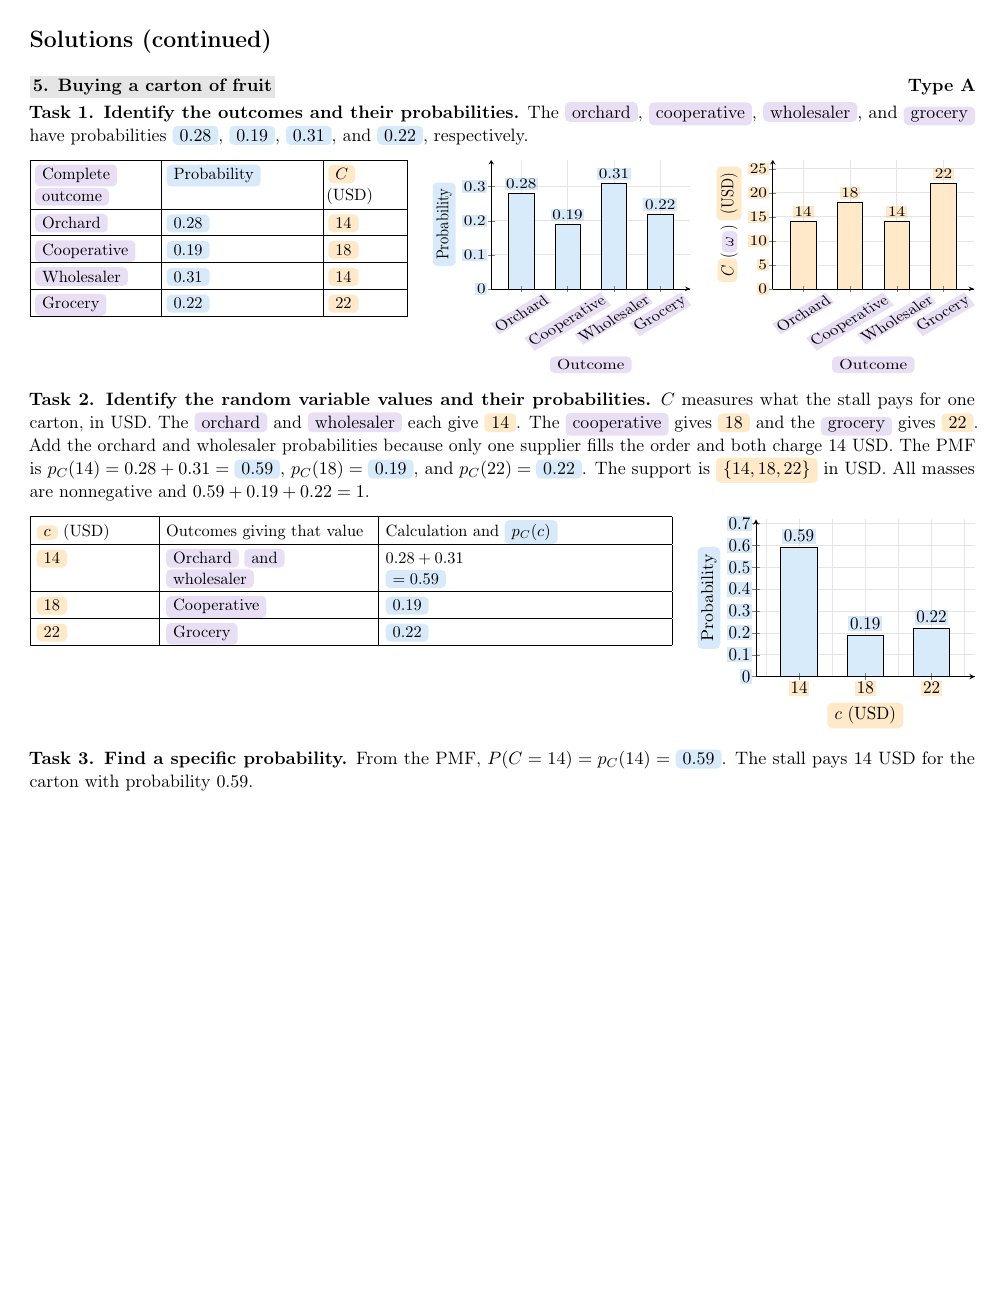 Solutions (continued)
5. Buying a carton of fruit Type A
Task 1. Identify the outcomes and their probabilities. The orchard, cooperative, wholesaler, and grocery
have probabilities 0.28, 0.19, 0.31, and 0.22, respectively.
Complete outcome Probability C (USD)
Orchard 0.28 14
Cooperative 0.19 18
Wholesaler 0.31 14
Grocery 0.22 22
Probability
0.3
0.2
0.1
0
0.28 0.19 0.31 0.22
Orchard Cooperative Wholesaler Grocery
Outcome
C(ω) (USD)
25
20
15
10
5
0
14 18 14 22
Orchard Cooperative Wholesaler Grocery
Outcome
Task 2. Identify the random variable values and their probabilities. C measures what the stall pays for one
carton, in USD. The orchard and wholesaler each give 14. The cooperative gives 18 and the grocery gives 22.
Add the orchard and wholesaler probabilities because only one supplier fills the order and both charge 14 USD. The PMF
is p_C(14) = 0.28 + 0.31 = 0.59, p_C(18) = 0.19, and p_C(22) = 0.22. The support is {14, 18, 22} in USD. All masses
are nonnegative and 0.59 + 0.19 + 0.22 = 1.
c (USD) Outcomes giving that value Calculation and p_C(c)
14 Orchard and 0.28 + 0.31
wholesaler = 0.59
18 Cooperative 0.19
22 Grocery 0.22
Probability
0.7
0.6
0.5
0.4
0.3
0.2
0.1
0
0.59 0.19 0.22
14 18 22
c (USD)
Task 3. Find a specific probability. From the PMF, P(C = 14) = p_C(14) = 0.59. The stall pays 14 USD for the
carton with probability 0.59.